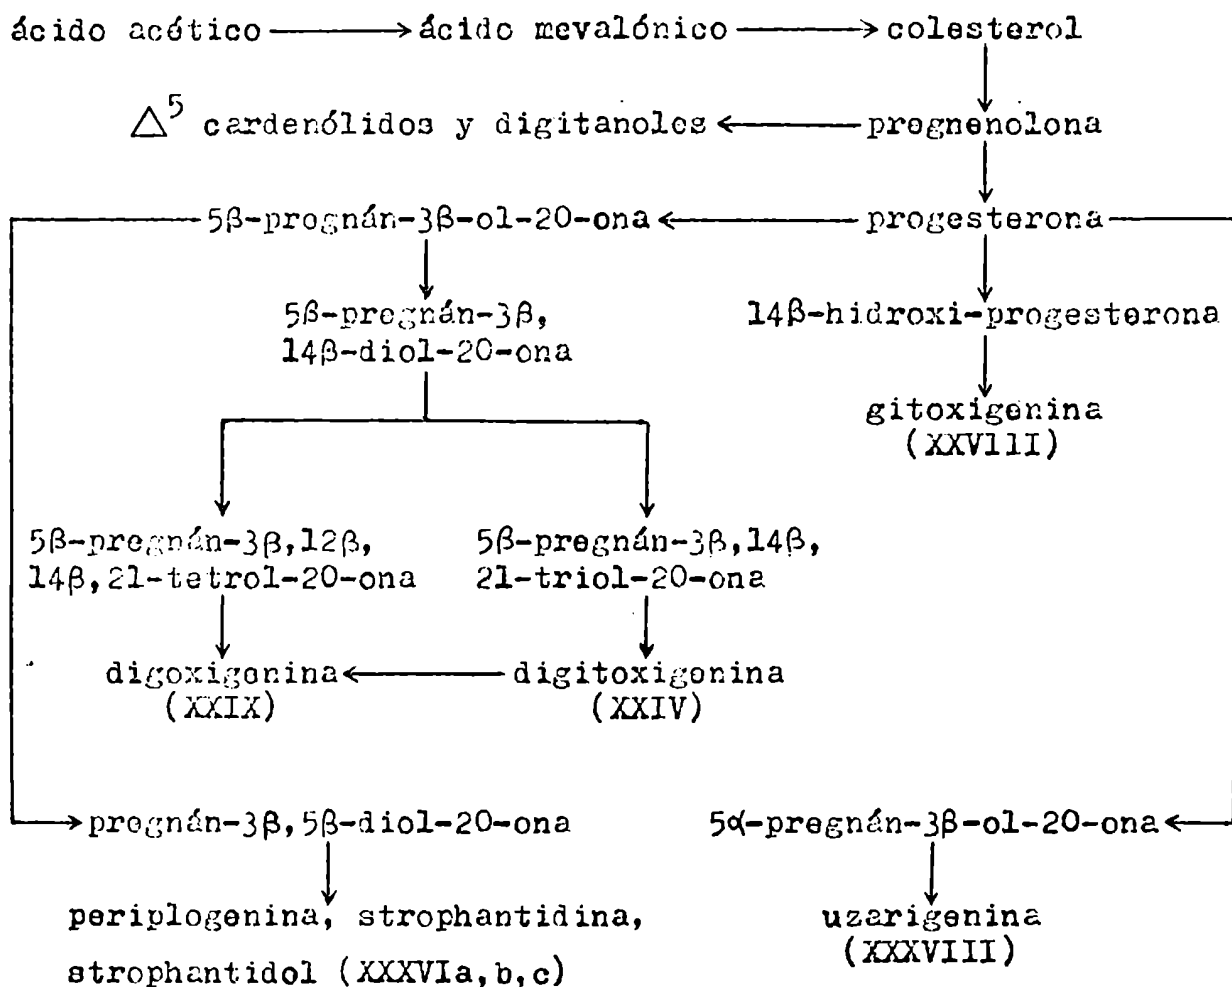 ácido acético ⟶ ácido mevalónico ⟶ colesterol
△⁵ cardenólidos y digitanoles ⟵ pregnenolona
5β-pregnán-3β-ol-20-ona ⟵ progesterona
5β-pregnán-3β,
14β-diol-20-ona
14β-hidroxi-progesterona
gitoxigenina
(XXVIII)
5β-pregnán-3β,12β,
14β,21-tetrol-20-ona
5β-pregnán-3β,14β,
21-triol-20-ona
digoxigenina ⟵ digitoxigenina
(XXIX)
(XXIV)
pregnán-3β,5β-diol-20-ona
5α-pregnán-3β-ol-20-ona
periplogenina, strophantidina,
strophantidol (XXXVIa,b,c)
uzarigenina
(XXXVIII)